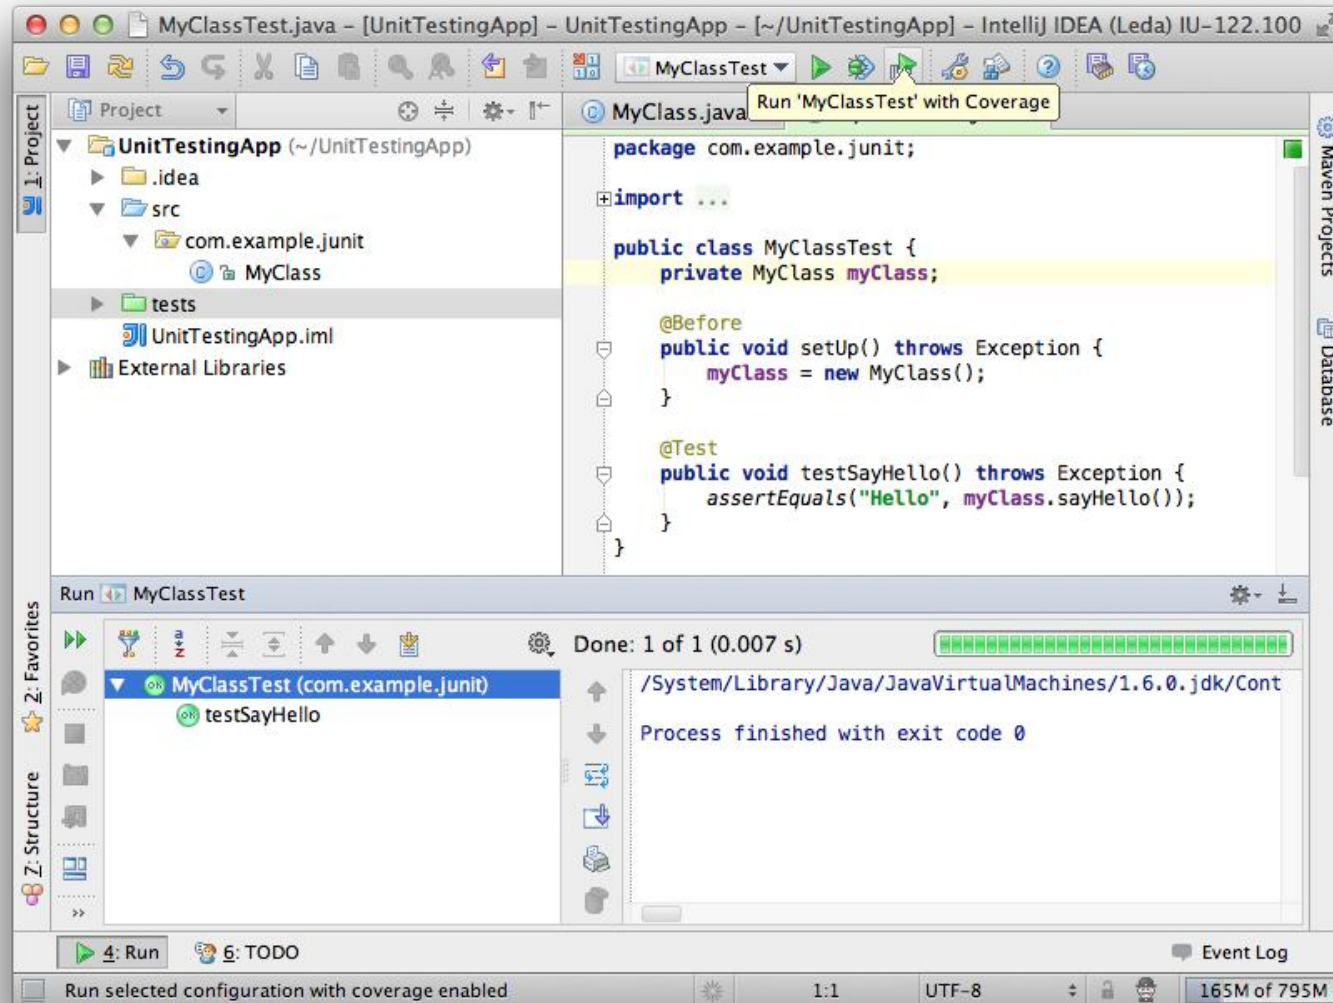 MyClassTest.java – [UnitTestingApp] – UnitTestingApp – [~/UnitTestingApp] – IntelliJ IDEA (Leda) IU–122.100
MyClassTest
Run 'MyClassTest' with Coverage
1: Project
Project
MyClass.java
UnitTestingApp (~/UnitTestingApp)
.idea
src
com.example.junit
MyClass
tests
UnitTestingApp.iml
External Libraries
package com.example.junit;
import ...
public class MyClassTest {
private MyClass myClass;
@Before
public void setUp() throws Exception {
myClass = new MyClass();
}
@Test
public void testSayHello() throws Exception {
assertEquals("Hello", myClass.sayHello());
}
}
Maven Projects
Database
Run MyClassTest
2: Favorites
Z: Structure
Done: 1 of 1 (0.007 s)
MyClassTest (com.example.junit)
testSayHello
/System/Library/Java/JavaVirtualMachines/1.6.0.jdk/Cont
Process finished with exit code 0
4: Run
6: TODO
Event Log
Run selected configuration with coverage enabled
1:1
UTF–8
165M of 795M